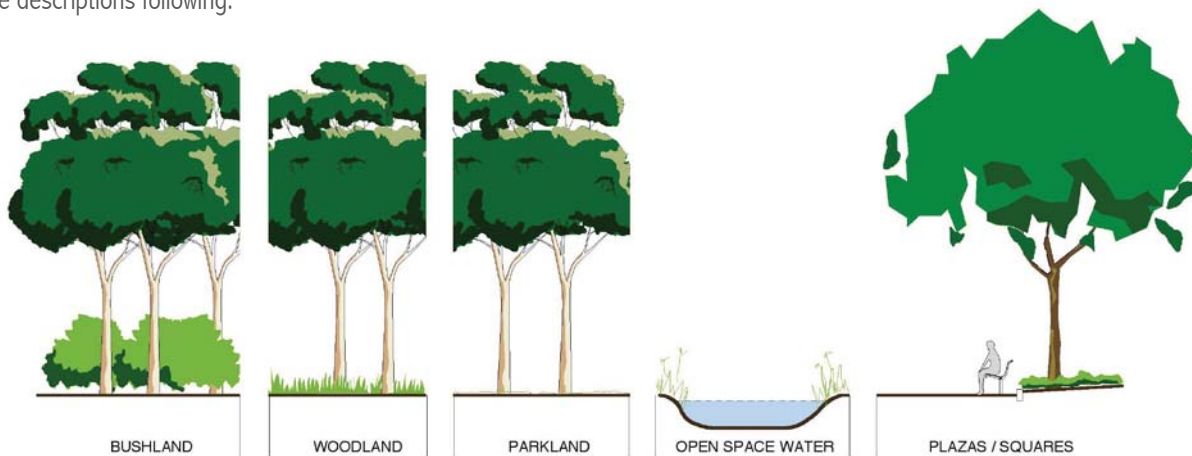 descriptions following:
BUSHLAND
WOODLAND
PARKLAND
OPEN SPACE WATER
PLAZAS / SQUARES